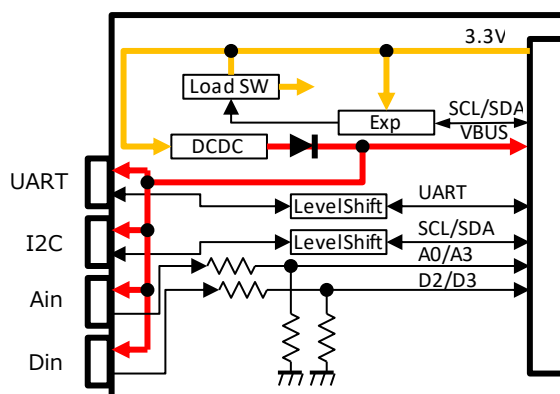 3.3V
Load SW
Exp
SCL/SDA
DCDC
VBUS
UART
LevelShift
UART
I2C
LevelShift
SCL/SDA
A0/A3
Ain
D2/D3
Din